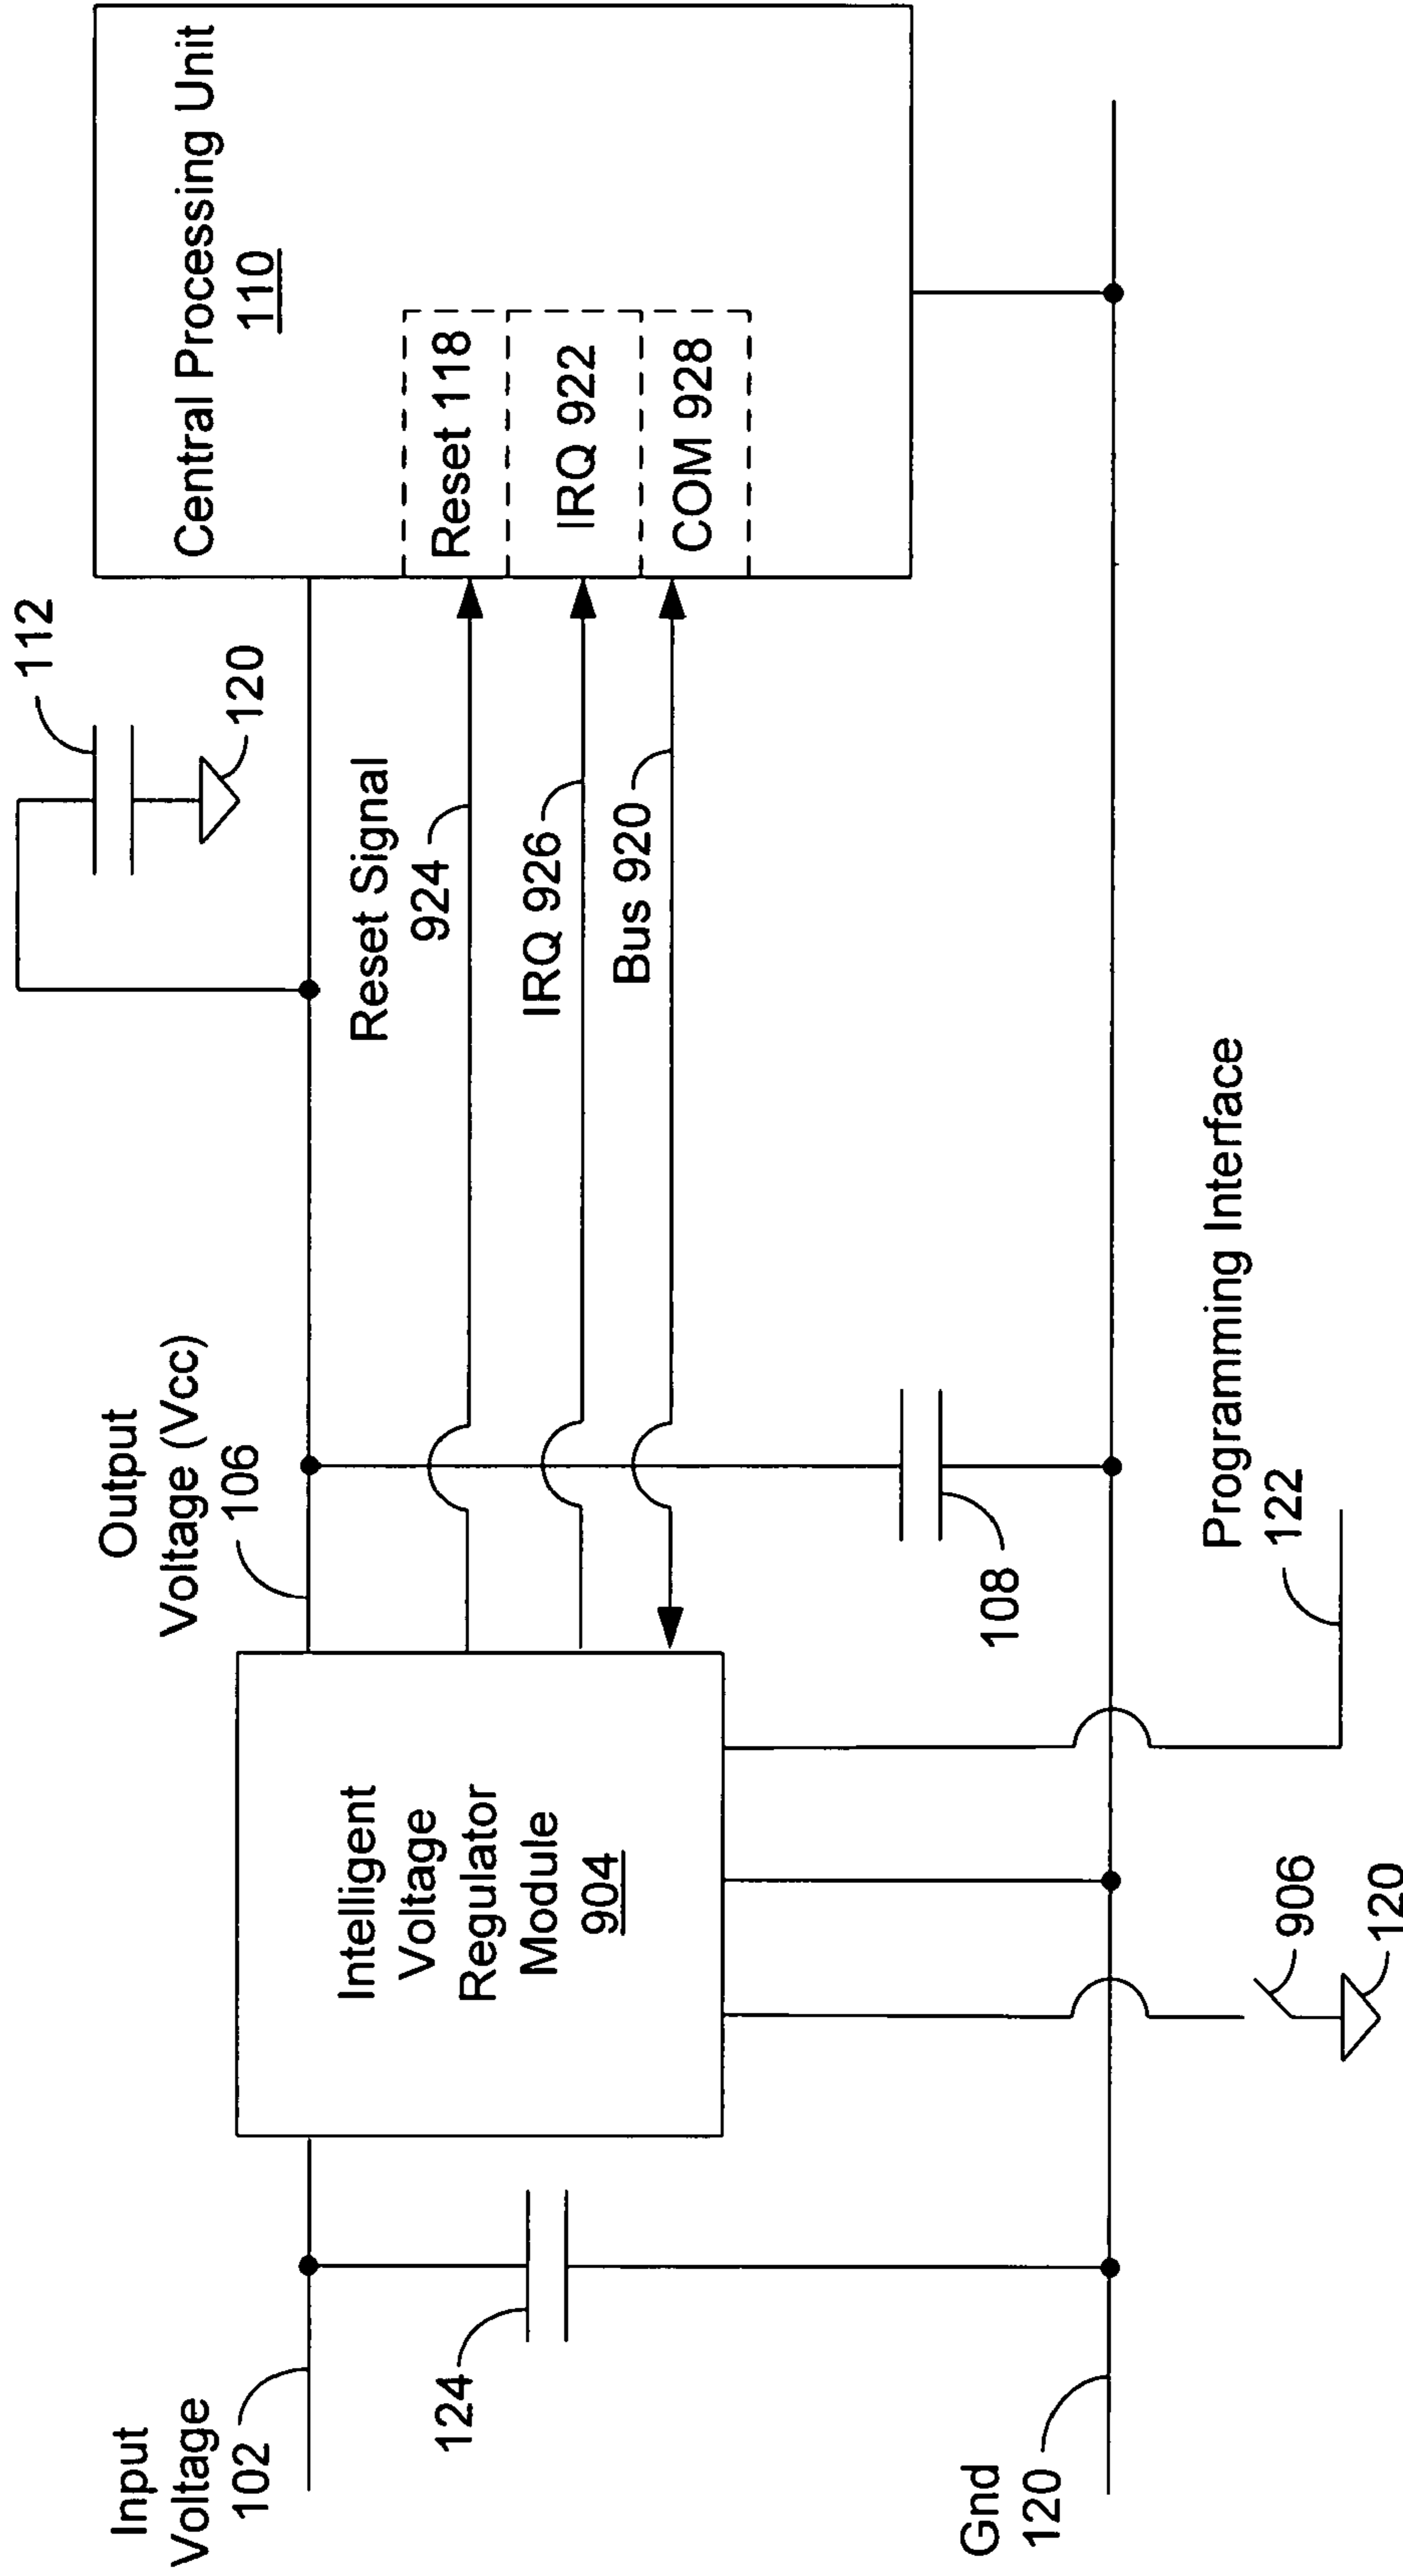 Input
Voltage
102
124
Gnd
120
Intelligent
Voltage
Regulator
Module
904
906
120
Output
Voltage (Vcc)
106
108
Programming Interface
122
Reset Signal
924
IRQ 926
Bus 920
112
120
Central Processing Unit
110
Reset 118
IRQ 922
COM 928